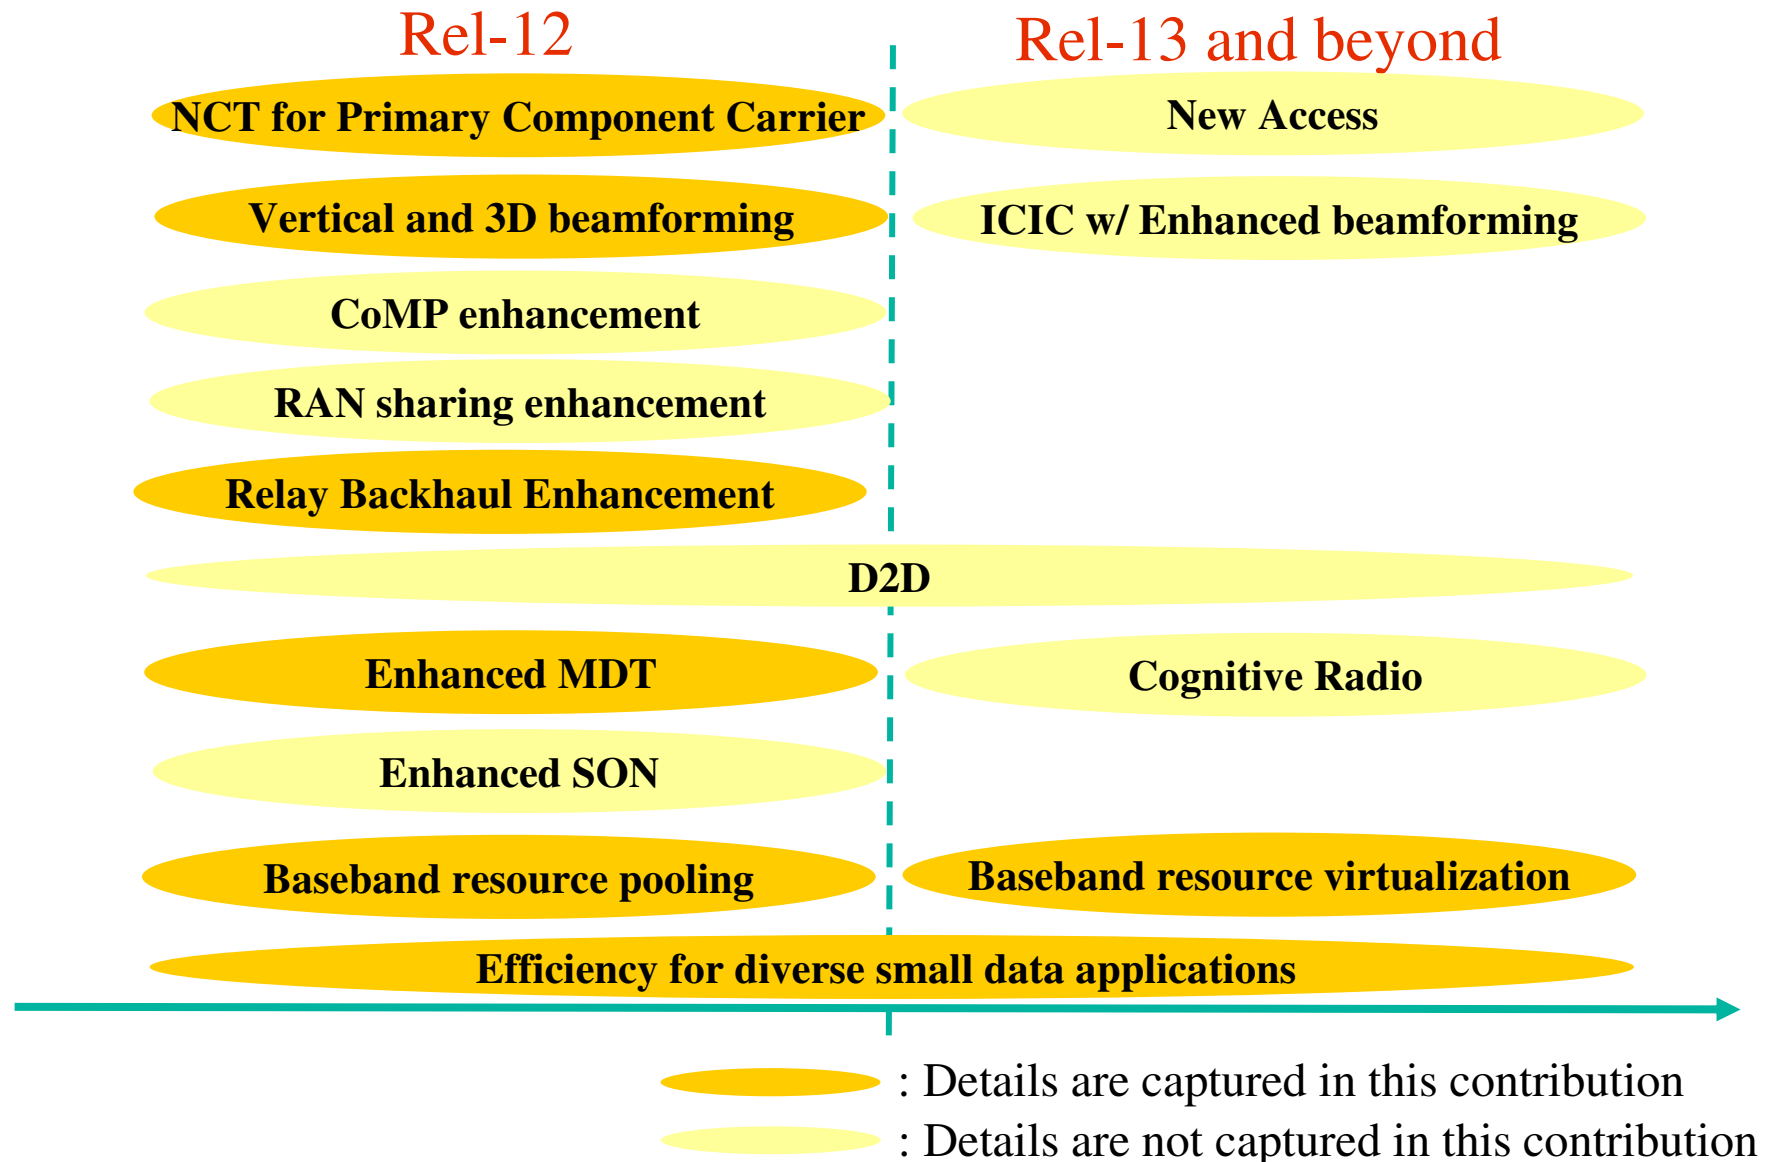 Rel-12
Rel-13 and beyond
NCT for Primary Component Carrier
New Access
Vertical and 3D beamforming
ICIC w/ Enhanced beamforming
CoMP enhancement
RAN sharing enhancement
Relay Backhaul Enhancement
D2D
Enhanced MDT
Cognitive Radio
Enhanced SON
Baseband resource pooling
Baseband resource virtualization
Efficiency for diverse small data applications
: Details are captured in this contribution
: Details are not captured in this contribution